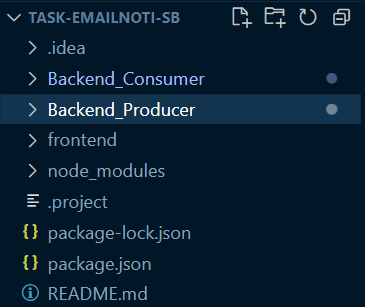 TASK-EMAILNOTI-SB
.idea
Backend_Consumer
Backend_Producer
frontend
node_modules
.project
package-lock.json
package.json
README.md